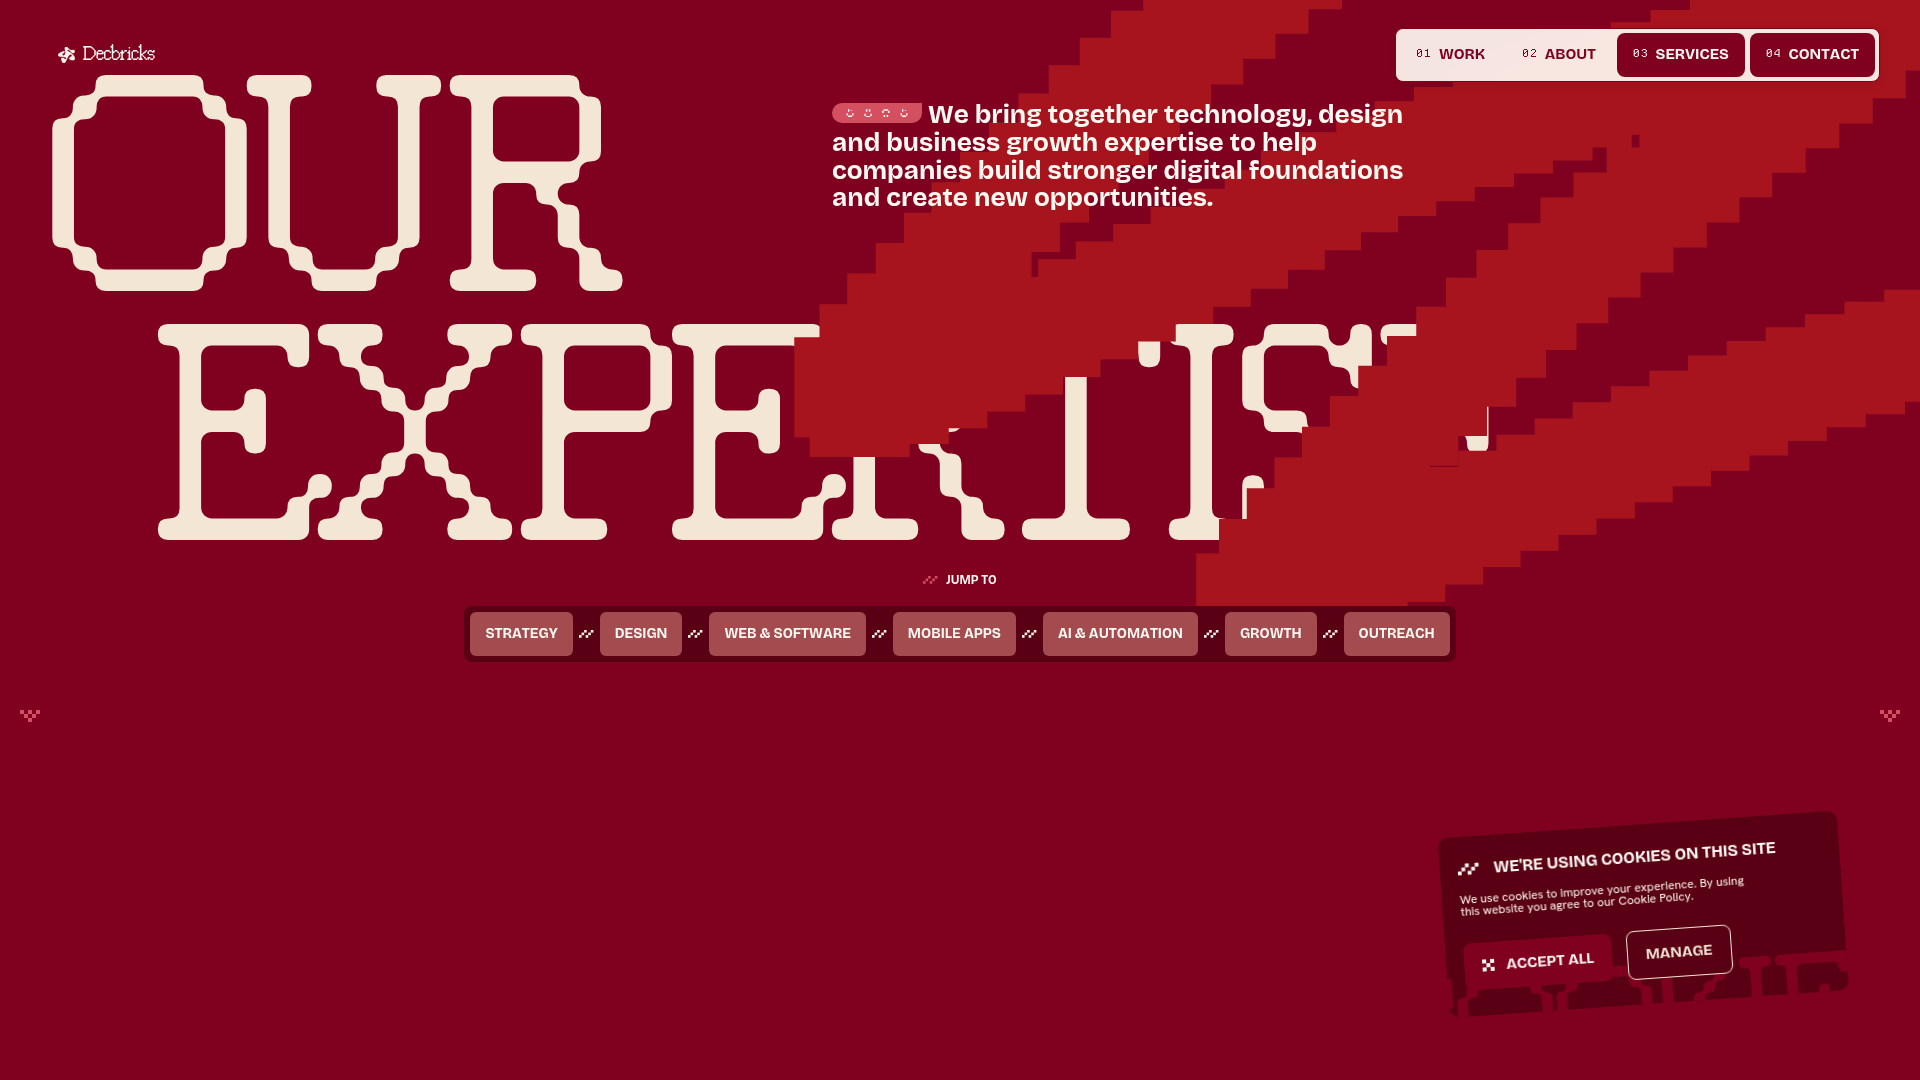 Decbricks
01 WORK 02 ABOUT 03 SERVICES 04 CONTACT
OUR
We bring together technology, design
and business growth expertise to help
companies build stronger digital foundations
and create new opportunities.
EXPERTISE
JUMP TO
STRATEGY DESIGN WEB & SOFTWARE MOBILE APPS AI & AUTOMATION GROWTH OUTREACH
WE'RE USING COOKIES ON THIS SITE
We use cookies to improve your experience. By using
this website you agree to our Cookie Policy.
ACCEPT ALL MANAGE